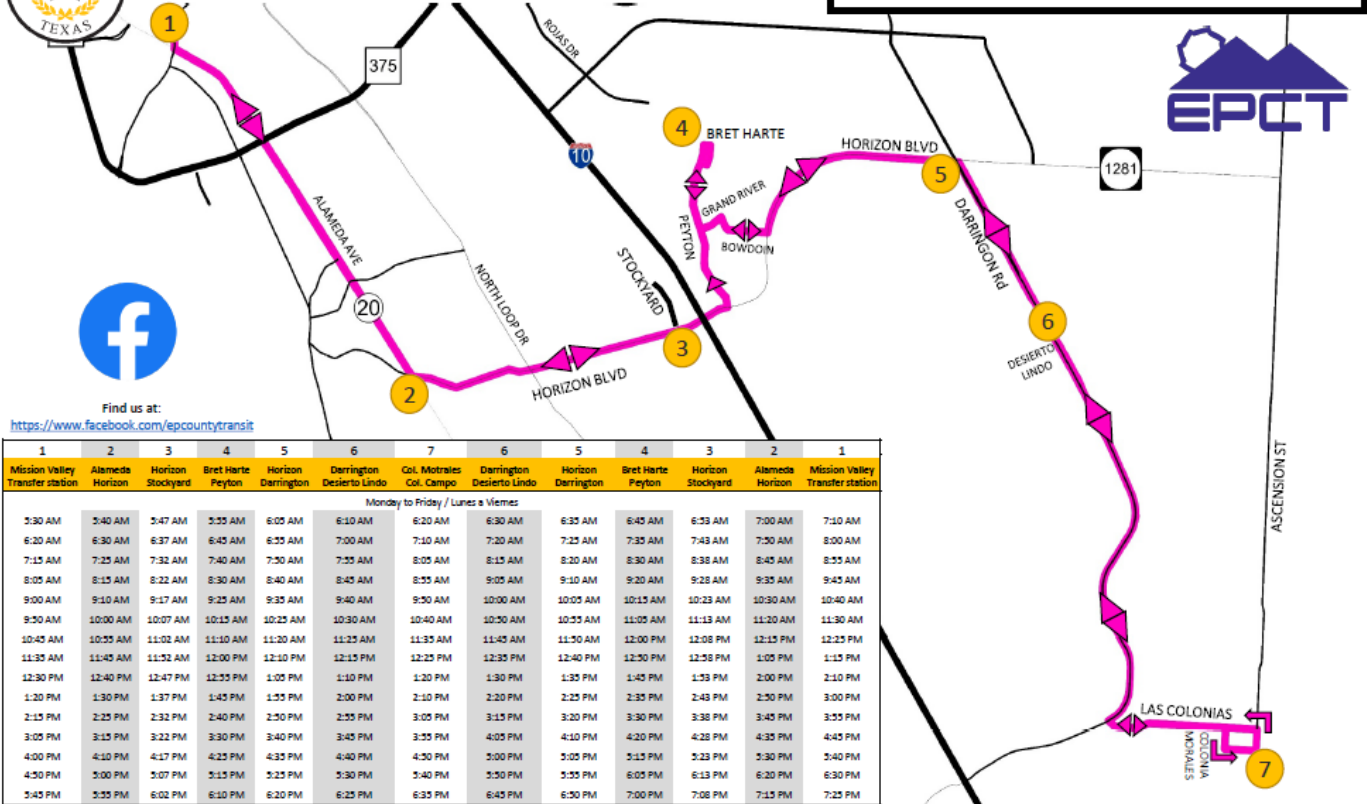 TEXAS
1
375
ROJAS DR
EPCT
4
BRET HARTE
10
HORIZON BLVD
5
1281
GRAND RIVER
PEYTON
BOWDOIN
ALAMEDA AVE
DARRINGON Rd
STOCKYARD
NORTH LOOP DR
20
6
3
DESIERTO
LINDO
2
HORIZON BLVD
Find us at:
https://www.facebook.com/epcountytransit
ASCENSION ST
LAS COLONIAS
COLONIA
MORALES
7
1 2 3 4 5 6 7 6 5 4 3 2 1
Mission Valley Alameda Horizon Bret Harte Horizon Darrington Col. Motrales Darrington Horizon Bret Harte Horizon Alameda Mission Valley
Transfer station Horizon Stockyard Peyton Darrington Desierto Lindo Col. Campo Desierto Lindo Darrington Peyton Stockyard Horizon Transfer station
Monday to Friday / Lunes a Viernes
5:30 AM 5:40 AM 5:47 AM 5:55 AM 6:05 AM 6:10 AM 6:20 AM 6:30 AM 6:35 AM 6:45 AM 6:53 AM 7:00 AM 7:10 AM
6:20 AM 6:30 AM 6:37 AM 6:45 AM 6:55 AM 7:00 AM 7:10 AM 7:20 AM 7:25 AM 7:35 AM 7:43 AM 7:50 AM 8:00 AM
7:15 AM 7:25 AM 7:32 AM 7:40 AM 7:50 AM 7:55 AM 8:05 AM 8:15 AM 8:20 AM 8:30 AM 8:38 AM 8:45 AM 8:55 AM
8:05 AM 8:15 AM 8:22 AM 8:30 AM 8:40 AM 8:45 AM 8:55 AM 9:05 AM 9:10 AM 9:20 AM 9:28 AM 9:35 AM 9:45 AM
9:00 AM 9:10 AM 9:17 AM 9:25 AM 9:35 AM 9:40 AM 9:50 AM 10:00 AM 10:05 AM 10:15 AM 10:23 AM 10:30 AM 10:40 AM
9:50 AM 10:00 AM 10:07 AM 10:15 AM 10:25 AM 10:30 AM 10:40 AM 10:50 AM 10:55 AM 11:05 AM 11:13 AM 11:20 AM 11:30 AM
10:45 AM 10:55 AM 11:02 AM 11:10 AM 11:20 AM 11:25 AM 11:35 AM 11:45 AM 11:50 AM 12:00 PM 12:08 PM 12:15 PM 12:25 PM
11:35 AM 11:45 AM 11:52 AM 12:00 PM 12:10 PM 12:15 PM 12:25 PM 12:35 PM 12:40 PM 12:50 PM 12:58 PM 1:05 PM 1:15 PM
12:30 PM 12:40 PM 12:47 PM 12:55 PM 1:05 PM 1:10 PM 1:20 PM 1:30 PM 1:35 PM 1:45 PM 1:53 PM 2:00 PM 2:10 PM
1:20 PM 1:30 PM 1:37 PM 1:45 PM 1:55 PM 2:00 PM 2:10 PM 2:20 PM 2:25 PM 2:35 PM 2:43 PM 2:50 PM 3:00 PM
2:15 PM 2:25 PM 2:32 PM 2:40 PM 2:50 PM 2:55 PM 3:05 PM 3:15 PM 3:20 PM 3:30 PM 3:38 PM 3:45 PM 3:55 PM
3:05 PM 3:15 PM 3:22 PM 3:30 PM 3:40 PM 3:45 PM 3:55 PM 4:05 PM 4:10 PM 4:20 PM 4:28 PM 4:35 PM 4:45 PM
4:00 PM 4:10 PM 4:17 PM 4:25 PM 4:35 PM 4:40 PM 4:50 PM 5:00 PM 5:05 PM 5:15 PM 5:23 PM 5:30 PM 5:40 PM
4:50 PM 5:00 PM 5:07 PM 5:15 PM 5:25 PM 5:30 PM 5:40 PM 5:50 PM 5:55 PM 6:05 PM 6:13 PM 6:20 PM 6:30 PM
5:45 PM 5:55 PM 6:02 PM 6:10 PM 6:20 PM 6:25 PM 6:35 PM 6:45 PM 6:50 PM 7:00 PM 7:08 PM 7:15 PM 7:25 PM